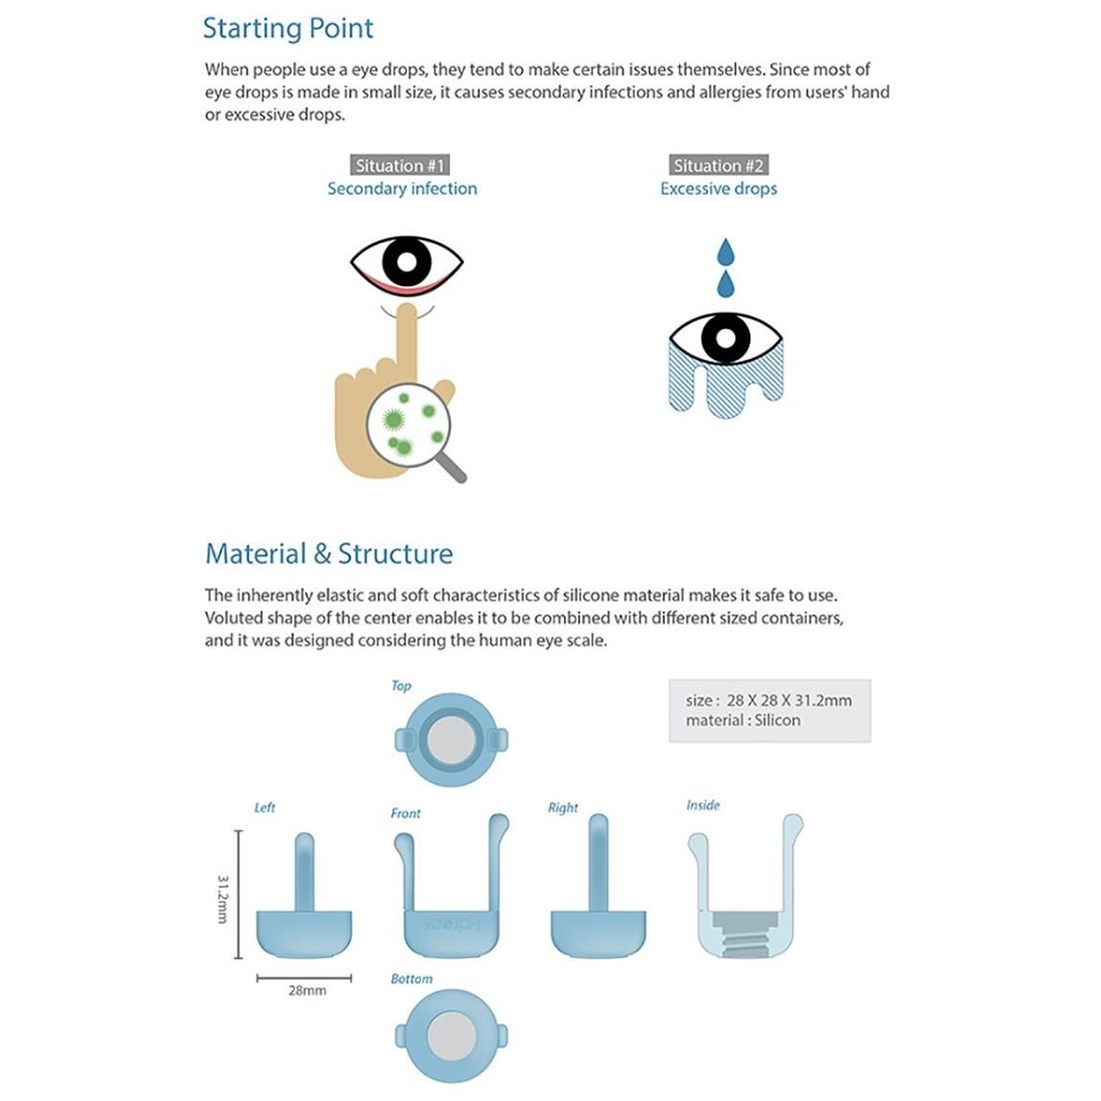 Starting Point
When people use a eye drops, they tend to make certain issues themselves. Since most of
eye drops is made in small size, it causes secondary infections and allergies from users' hand
or excessive drops.
Situation #1
Secondary infection
Situation #2
Excessive drops
Material & Structure
The inherently elastic and soft characteristics of silicone material makes it safe to use.
Voluted shape of the center enables it to be combined with different sized containers,
and it was designed considering the human eye scale.
Top
size : 28 X 28 X 31.2mm
material : Silicon
Left
Front
Right
Inside
31.2mm
i-drops
28mm
Bottom